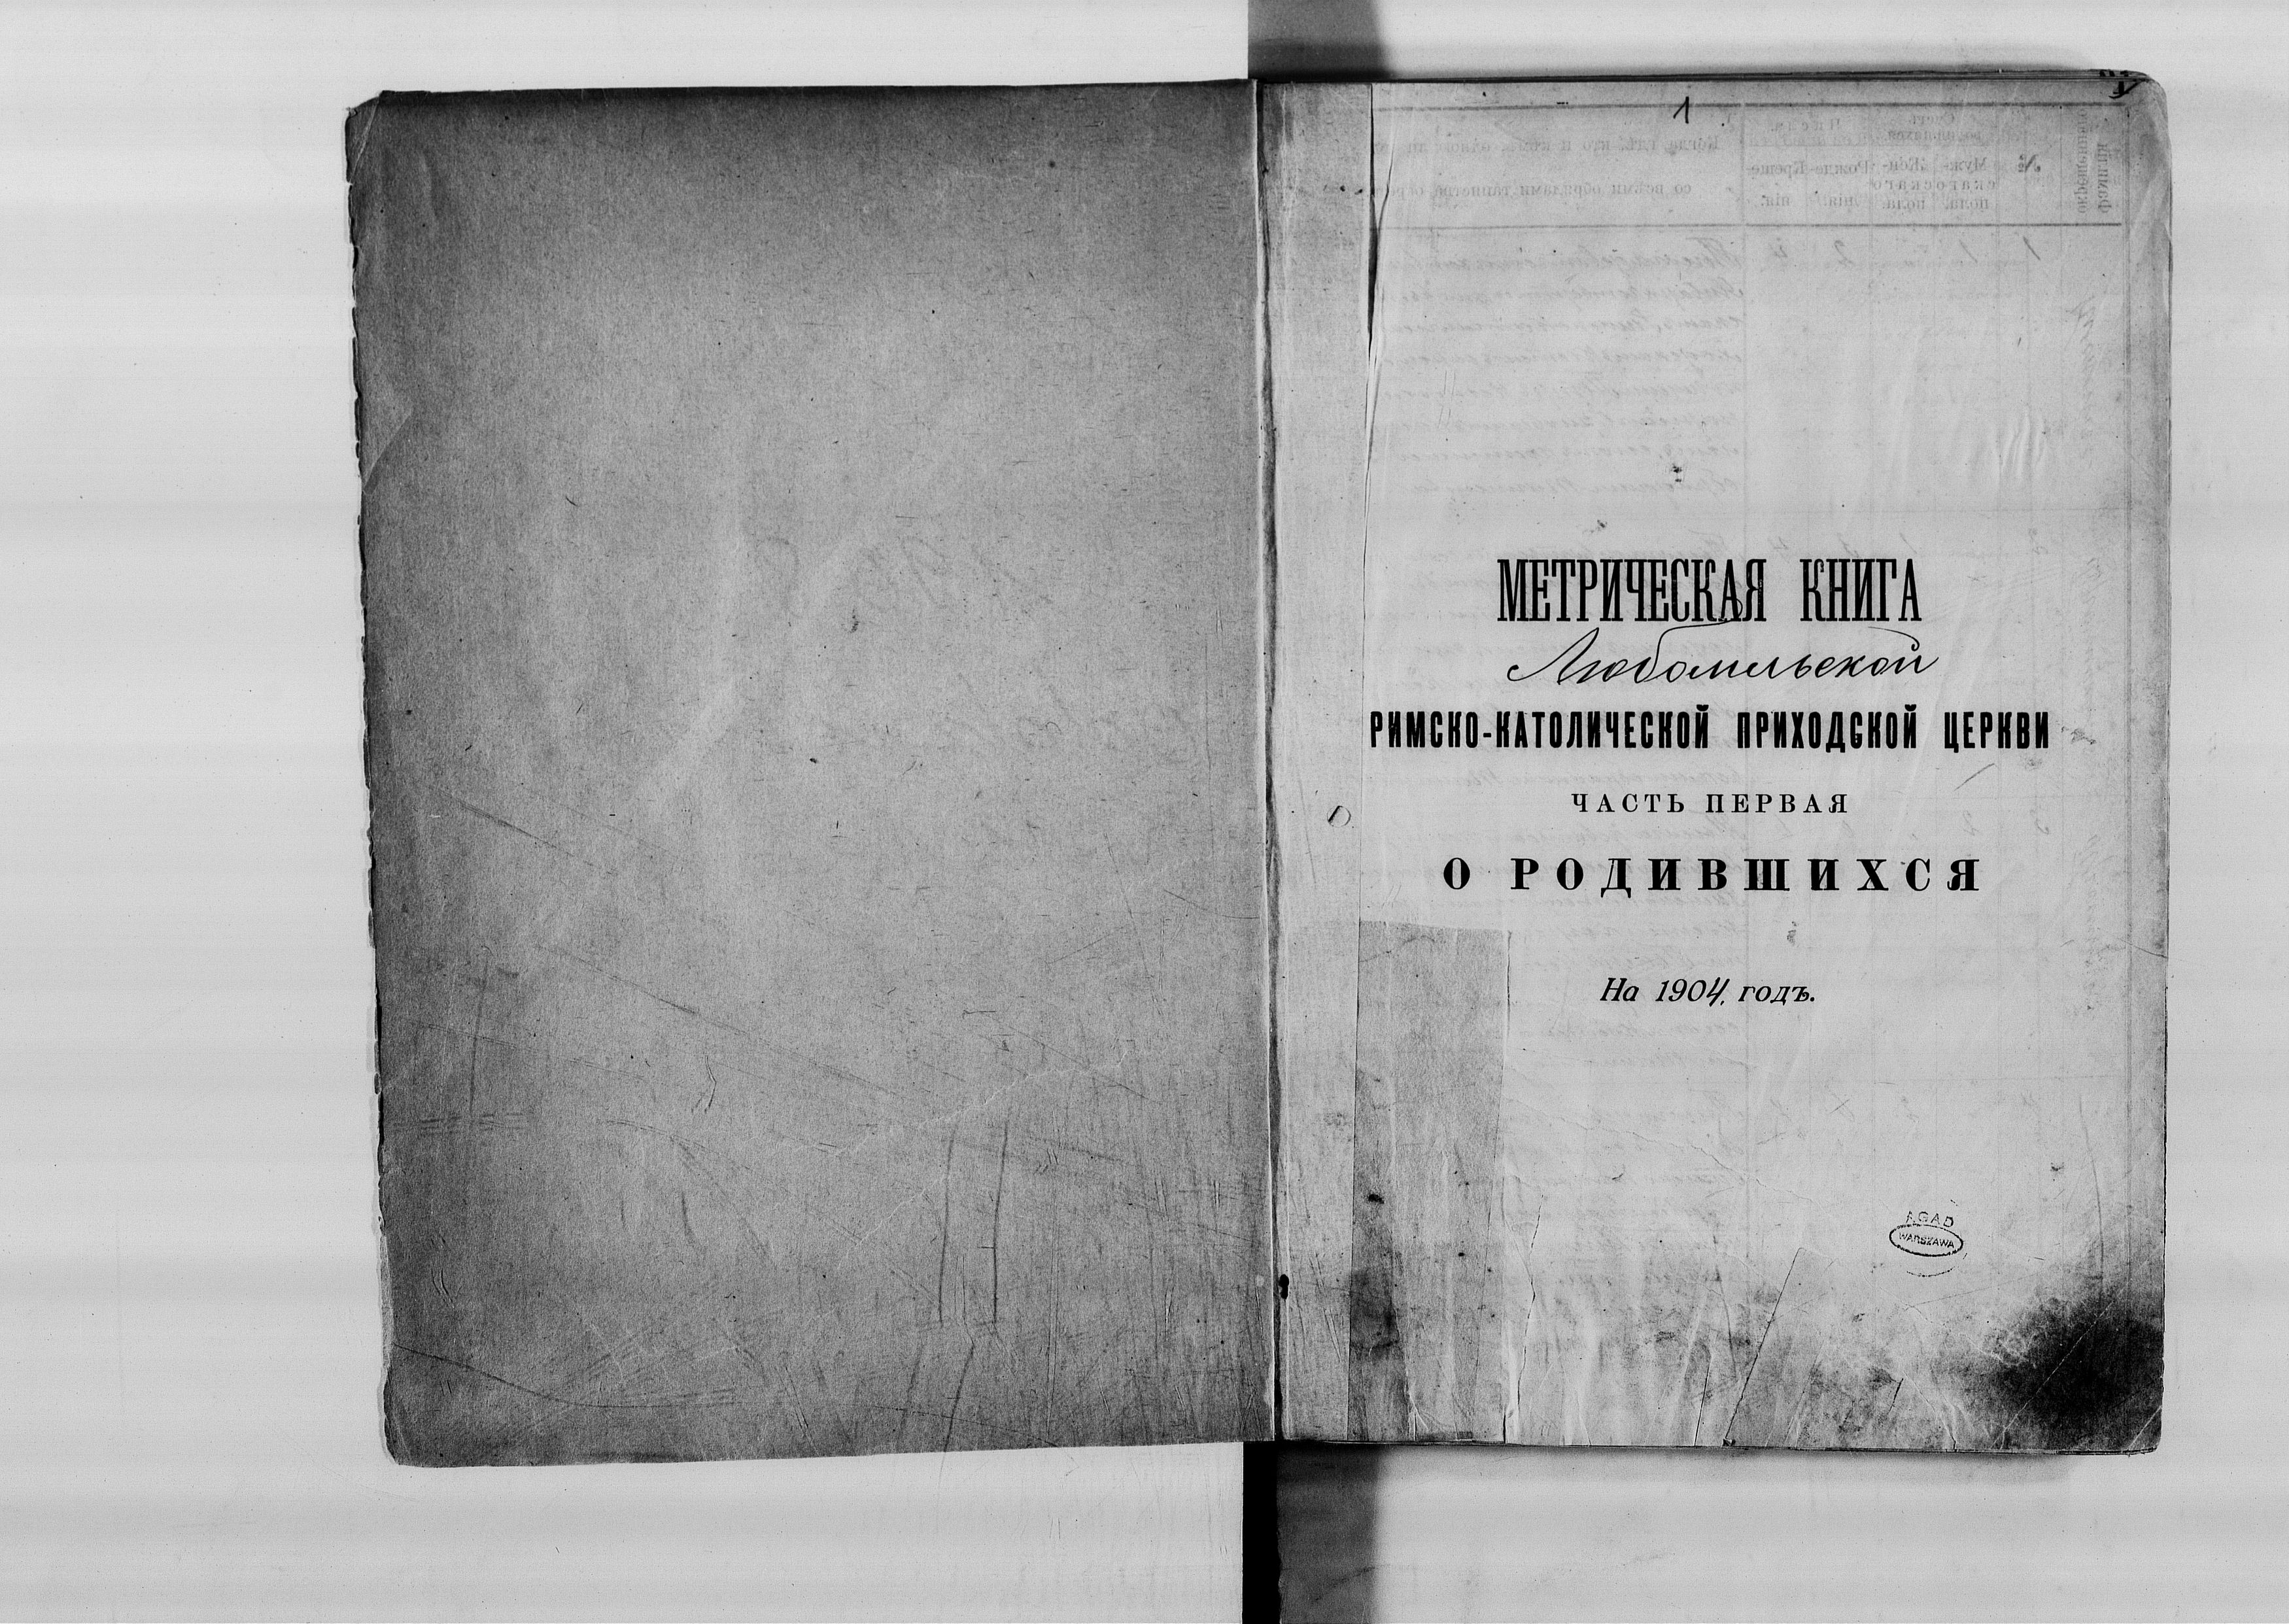 1
МЕТРИЧЕСКАЯ КНИГА
Любомльской
РИМСКО-КАТОЛИЧЕСКОЙ ПРИХОДСКОЙ ЦЕРКВИ
ЧАСТЬ ПЕРВАЯ
О РОДИВШИХСЯ
На 1904, годъ.
AGAD
WARSZAWA